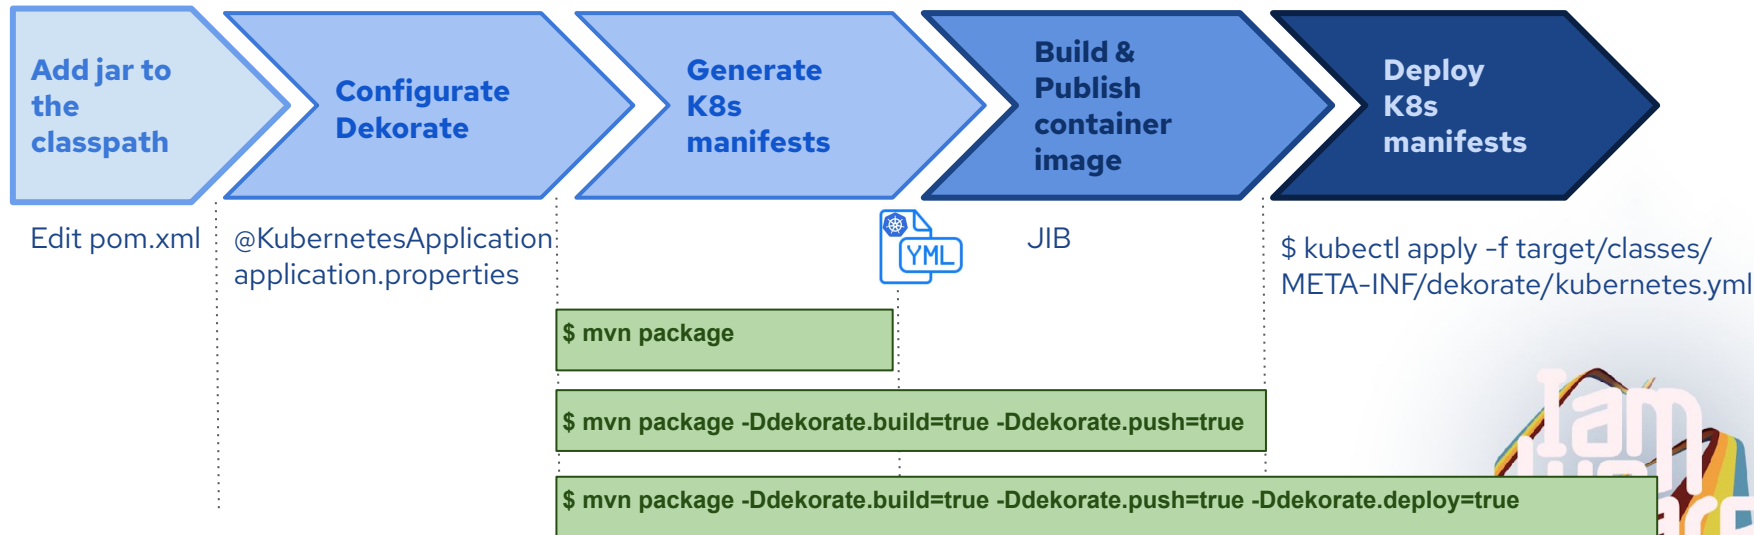 Add jar to
the
classpath
Configurate
Dekorate
Generate
K8s
manifests
Build &
Publish
container
image
Deploy
K8s
manifests
Edit pom.xml
@KubernetesApplication
application.properties
YML
JIB
$ kubectl apply -f target/classes/
META-INF/dekorate/kubernetes.yml
$ mvn package
$ mvn package -Ddekorate.build=true -Ddekorate.push=true
$ mvn package -Ddekorate.build=true -Ddekorate.push=true -Ddekorate.deploy=true
I am